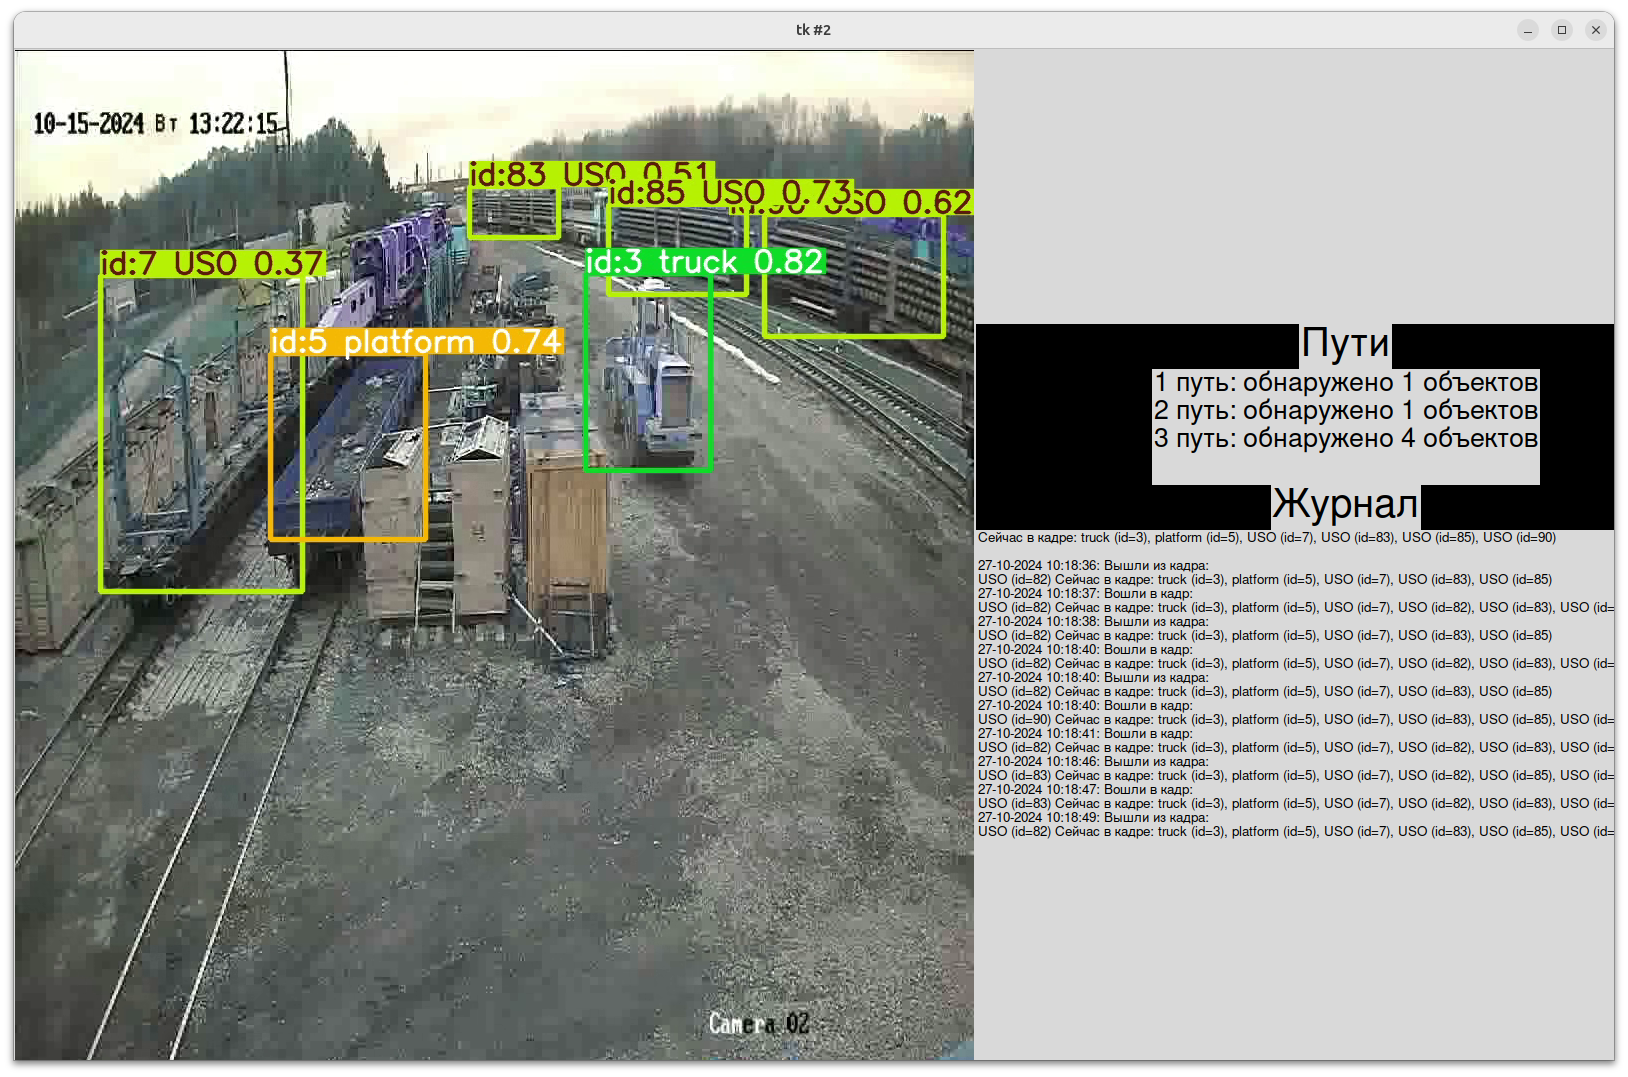 tk #2
10-15-2024 Вт 13:22:15
id:83 USO 0.51
id:85 USO 0.73
USO 0.62
id:3 truck 0.82
id:7 USO 0.37
id:5 platform 0.74
Camera 02
Пути
1 путь: обнаружено 1 объектов
2 путь: обнаружено 1 объектов
3 путь: обнаружено 4 объектов
Журнал
Сейчас в кадре: truck (id=3), platform (id=5), USO (id=7), USO (id=83), USO (id=85), USO (id=90)
27-10-2024 10:18:36: Вышли из кадра:
USO (id=82) Сейчас в кадре: truck (id=3), platform (id=5), USO (id=7), USO (id=83), USO (id=85)
27-10-2024 10:18:37: Вошли в кадр:
USO (id=82) Сейчас в кадре: truck (id=3), platform (id=5), USO (id=7), USO (id=82), USO (id=83), USO (id=
27-10-2024 10:18:38: Вышли из кадра:
USO (id=82) Сейчас в кадре: truck (id=3), platform (id=5), USO (id=7), USO (id=83), USO (id=85)
27-10-2024 10:18:40: Вошли в кадр:
USO (id=82) Сейчас в кадре: truck (id=3), platform (id=5), USO (id=7), USO (id=82), USO (id=83), USO (id=
27-10-2024 10:18:40: Вышли из кадра:
USO (id=82) Сейчас в кадре: truck (id=3), platform (id=5), USO (id=7), USO (id=83), USO (id=85)
27-10-2024 10:18:40: Вошли в кадр:
USO (id=90) Сейчас в кадре: truck (id=3), platform (id=5), USO (id=7), USO (id=83), USO (id=85), USO (id=
27-10-2024 10:18:41: Вошли в кадр:
USO (id=82) Сейчас в кадре: truck (id=3), platform (id=5), USO (id=7), USO (id=82), USO (id=83), USO (id=
27-10-2024 10:18:46: Вышли из кадра:
USO (id=83) Сейчас в кадре: truck (id=3), platform (id=5), USO (id=7), USO (id=82), USO (id=85), USO (id=
27-10-2024 10:18:47: Вошли в кадр:
USO (id=83) Сейчас в кадре: truck (id=3), platform (id=5), USO (id=7), USO (id=82), USO (id=83), USO (id=
27-10-2024 10:18:49: Вышли из кадра:
USO (id=82) Сейчас в кадре: truck (id=3), platform (id=5), USO (id=7), USO (id=83), USO (id=85), USO (id=